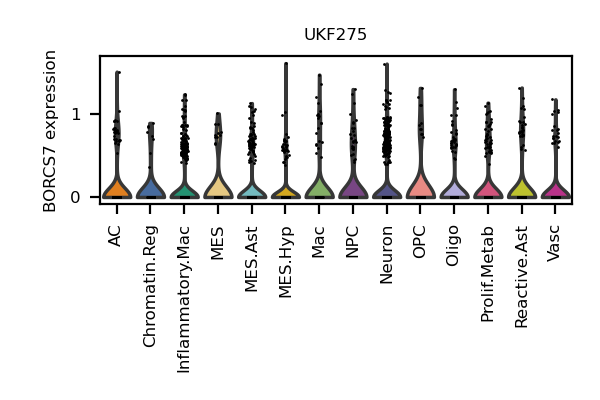 UKF275
BORCS7 expression
1
0
AC
Chromatin.Reg
Inflammatory.Mac
MES
MES.Ast
MES.Hyp
Mac
NPC
Neuron
OPC
Oligo
Prolif.Metab
Reactive.Ast
Vasc